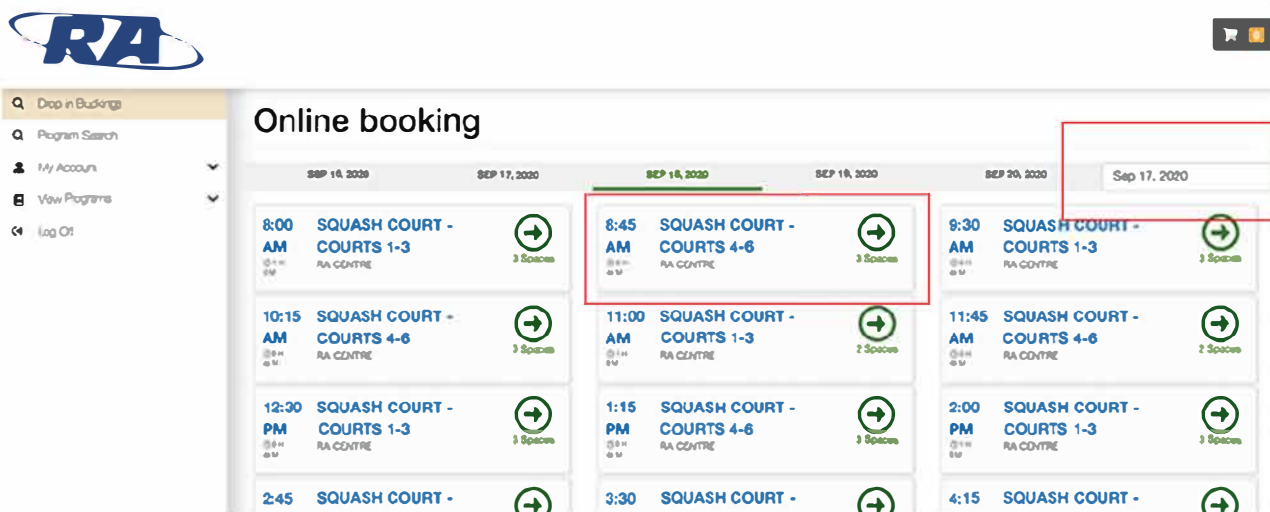 RA
Drop in Bookings
Program Search
My Account
View Programs
Log Off
Online booking
SEP 16, 2020 SEP 17, 2020 SEP 18, 2020 SEP 19, 2020 SEP 20, 2020 Sep 17, 2020
8:00 SQUASH COURT - 8:45 SQUASH COURT - 9:30 SQUASH COURT -
AM COURTS 1-3 AM COURTS 4-6 AM COURTS 1-3
RA CENTRE 3 Spaces RA CENTRE 3 Spaces RA CENTRE 3 Spaces
10:15 SQUASH COURT - 11:00 SQUASH COURT - 11:45 SQUASH COURT -
AM COURTS 4-6 AM COURTS 1-3 AM COURTS 4-6
RA CENTRE 3 Spaces RA CENTRE 2 Spaces RA CENTRE 2 Spaces
12:30 SQUASH COURT - 1:15 SQUASH COURT - 2:00 SQUASH COURT -
PM COURTS 1-3 PM COURTS 4-6 PM COURTS 1-3
RA CENTRE 3 Spaces RA CENTRE 3 Spaces RA CENTRE 3 Spaces
2:45 SQUASH COURT - 3:30 SQUASH COURT - 4:15 SQUASH COURT -